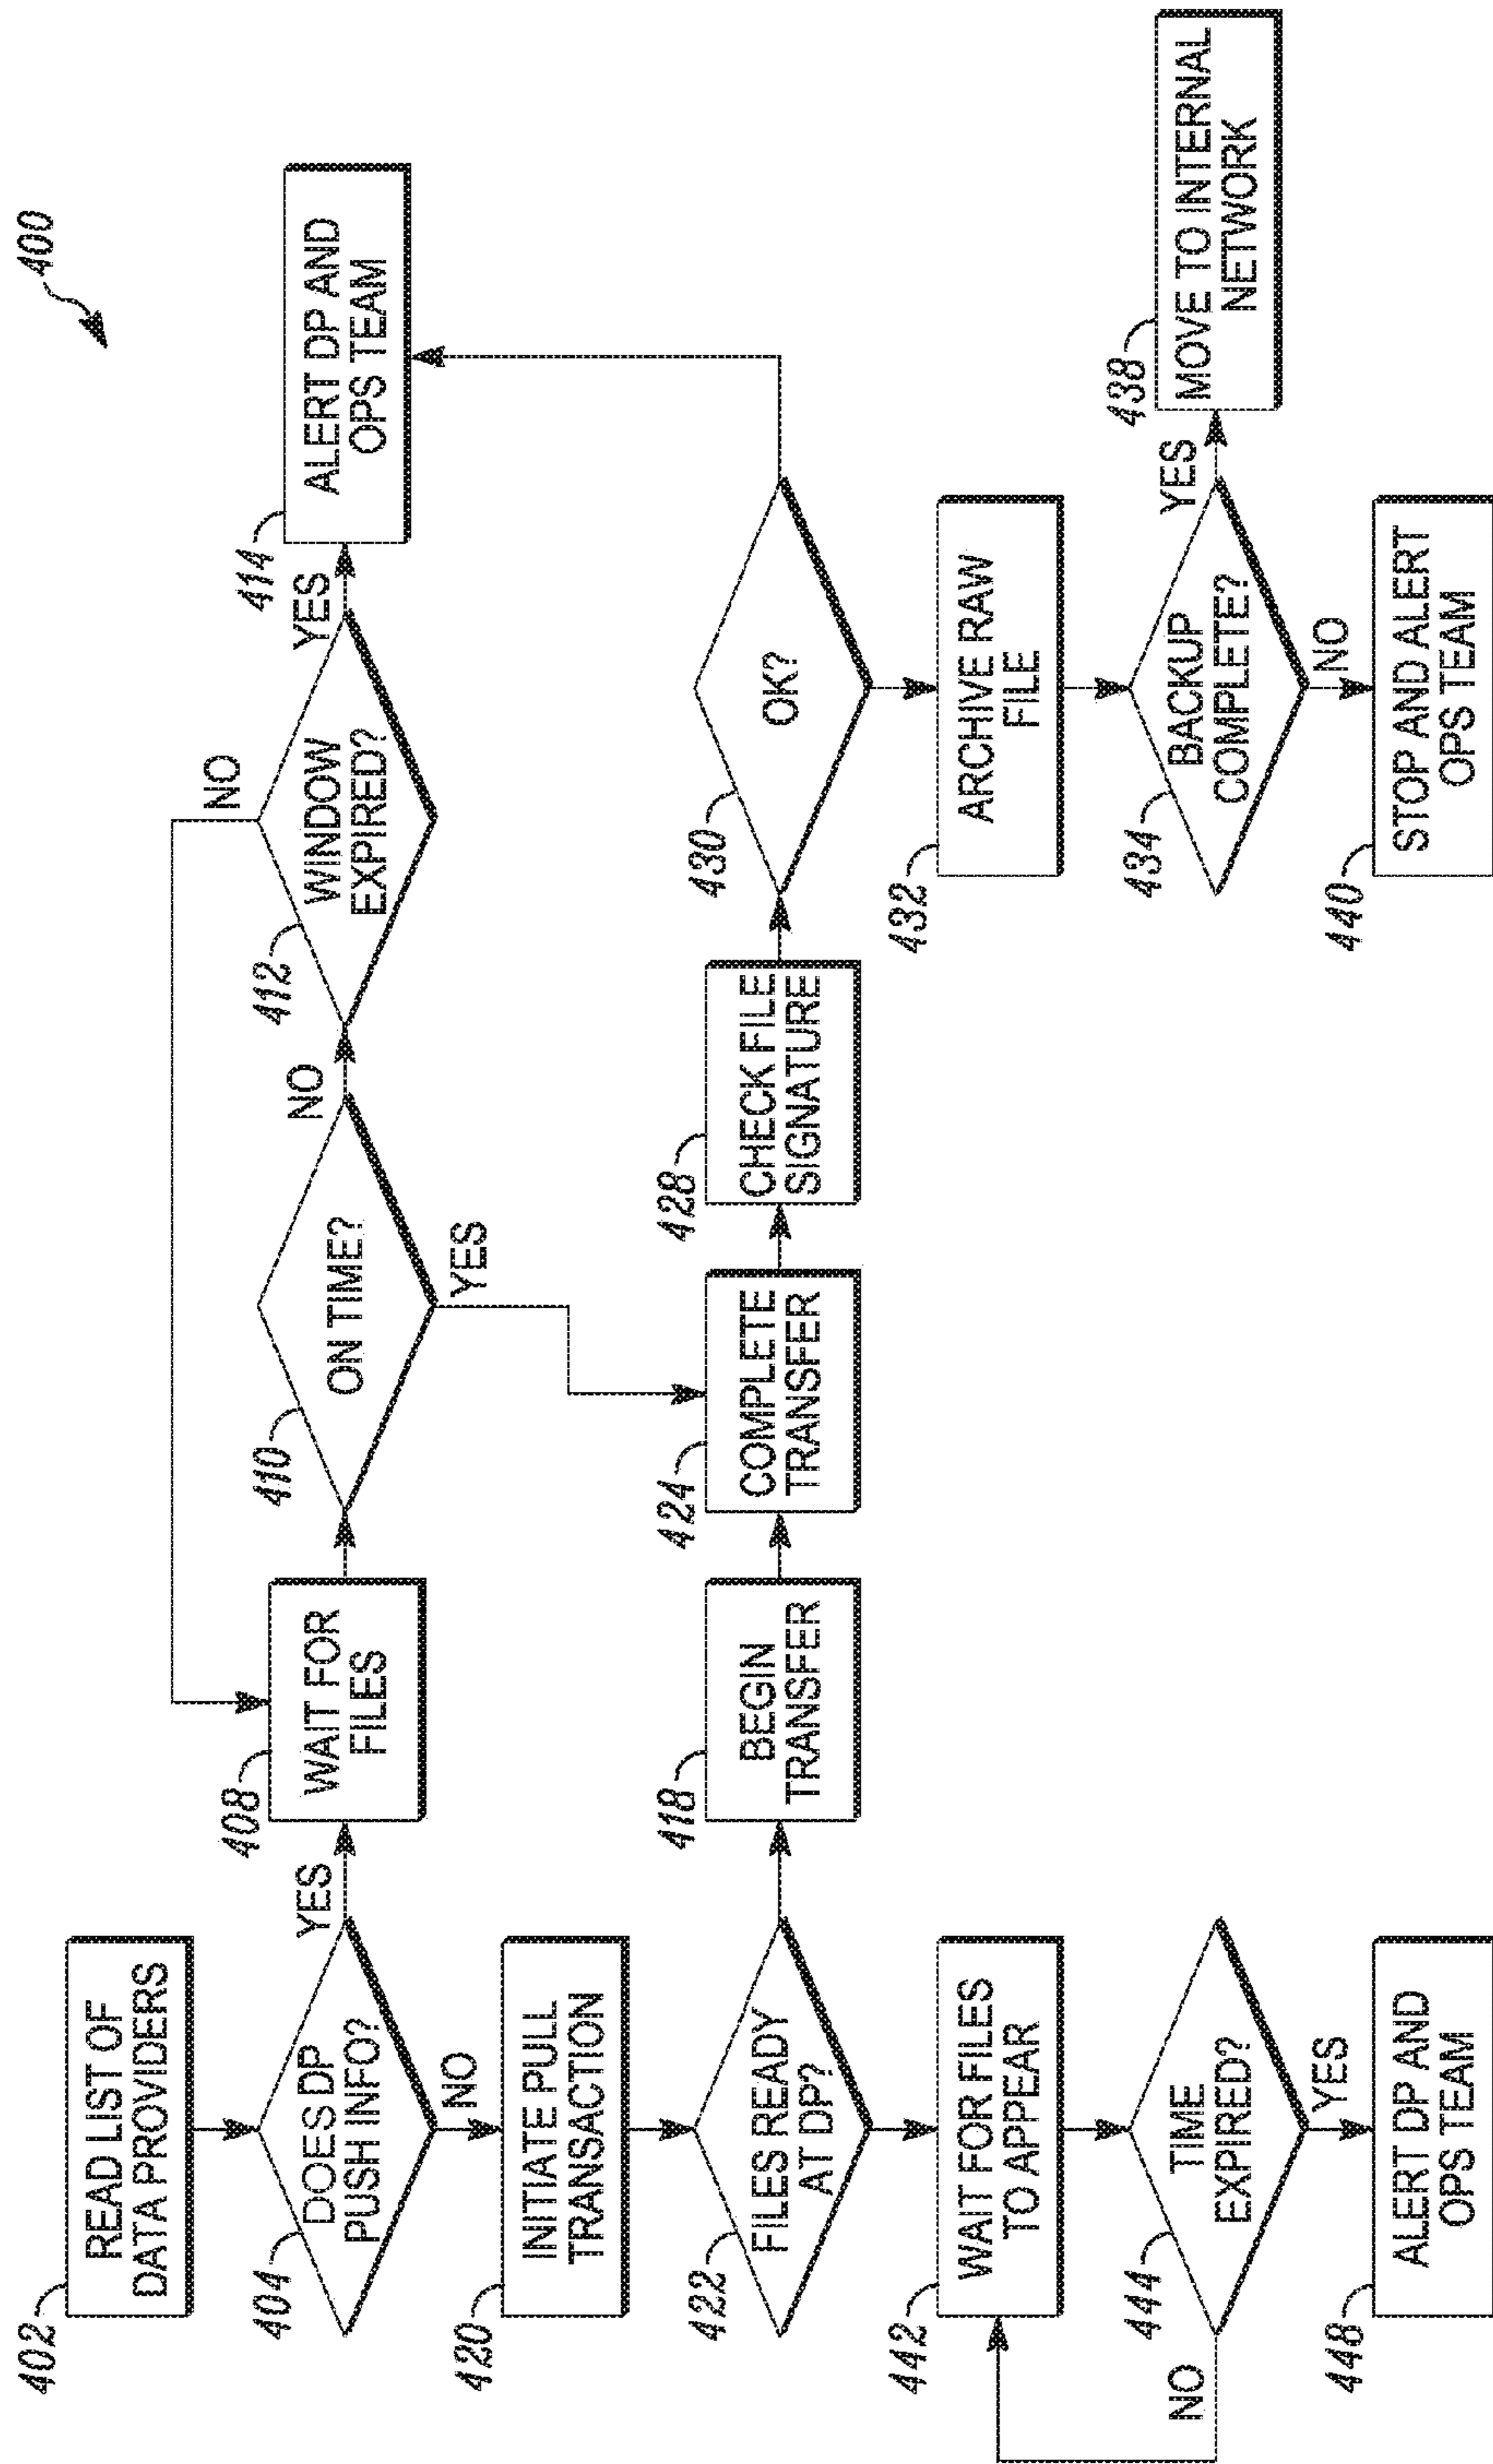 400
402
READ LIST OF
DATA PROVIDERS
404
DOES DP
PUSH INFO?
YES
NO
408
WAIT FOR
FILES
410
ON TIME?
NO
YES
412
WINDOW
EXPIRED?
NO
YES
414
ALERT DP AND
OPS TEAM
420
INITIATE PULL
TRANSACTION
422
FILES READY
AT DP?
418
BEGIN
TRANSFER
424
COMPLETE
TRANSFER
428
CHECK FILE
SIGNATURE
430
OK?
432
ARCHIVE RAW
FILE
434
BACKUP
COMPLETE?
YES
NO
438
MOVE TO INTERNAL
NETWORK
440
STOP AND ALERT
OPS TEAM
442
WAIT FOR FILES
TO APPEAR
444
TIME
EXPIRED?
NO
YES
448
ALERT DP AND
OPS TEAM